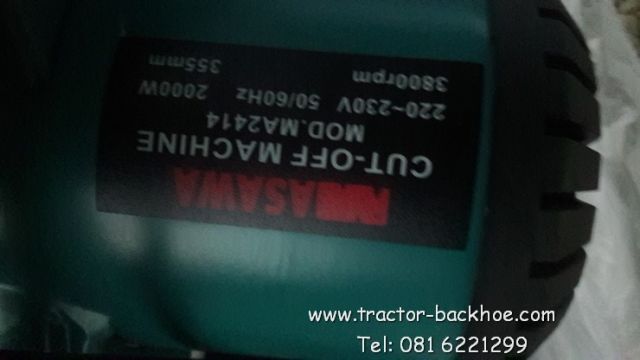 MASAWA
CUT-OFF MACHINE
MOD.MA2414
220~230V 50/60Hz 2000W
3800rpm 355mm
www.tractor-backhoe.com
Tel: 081 6221299